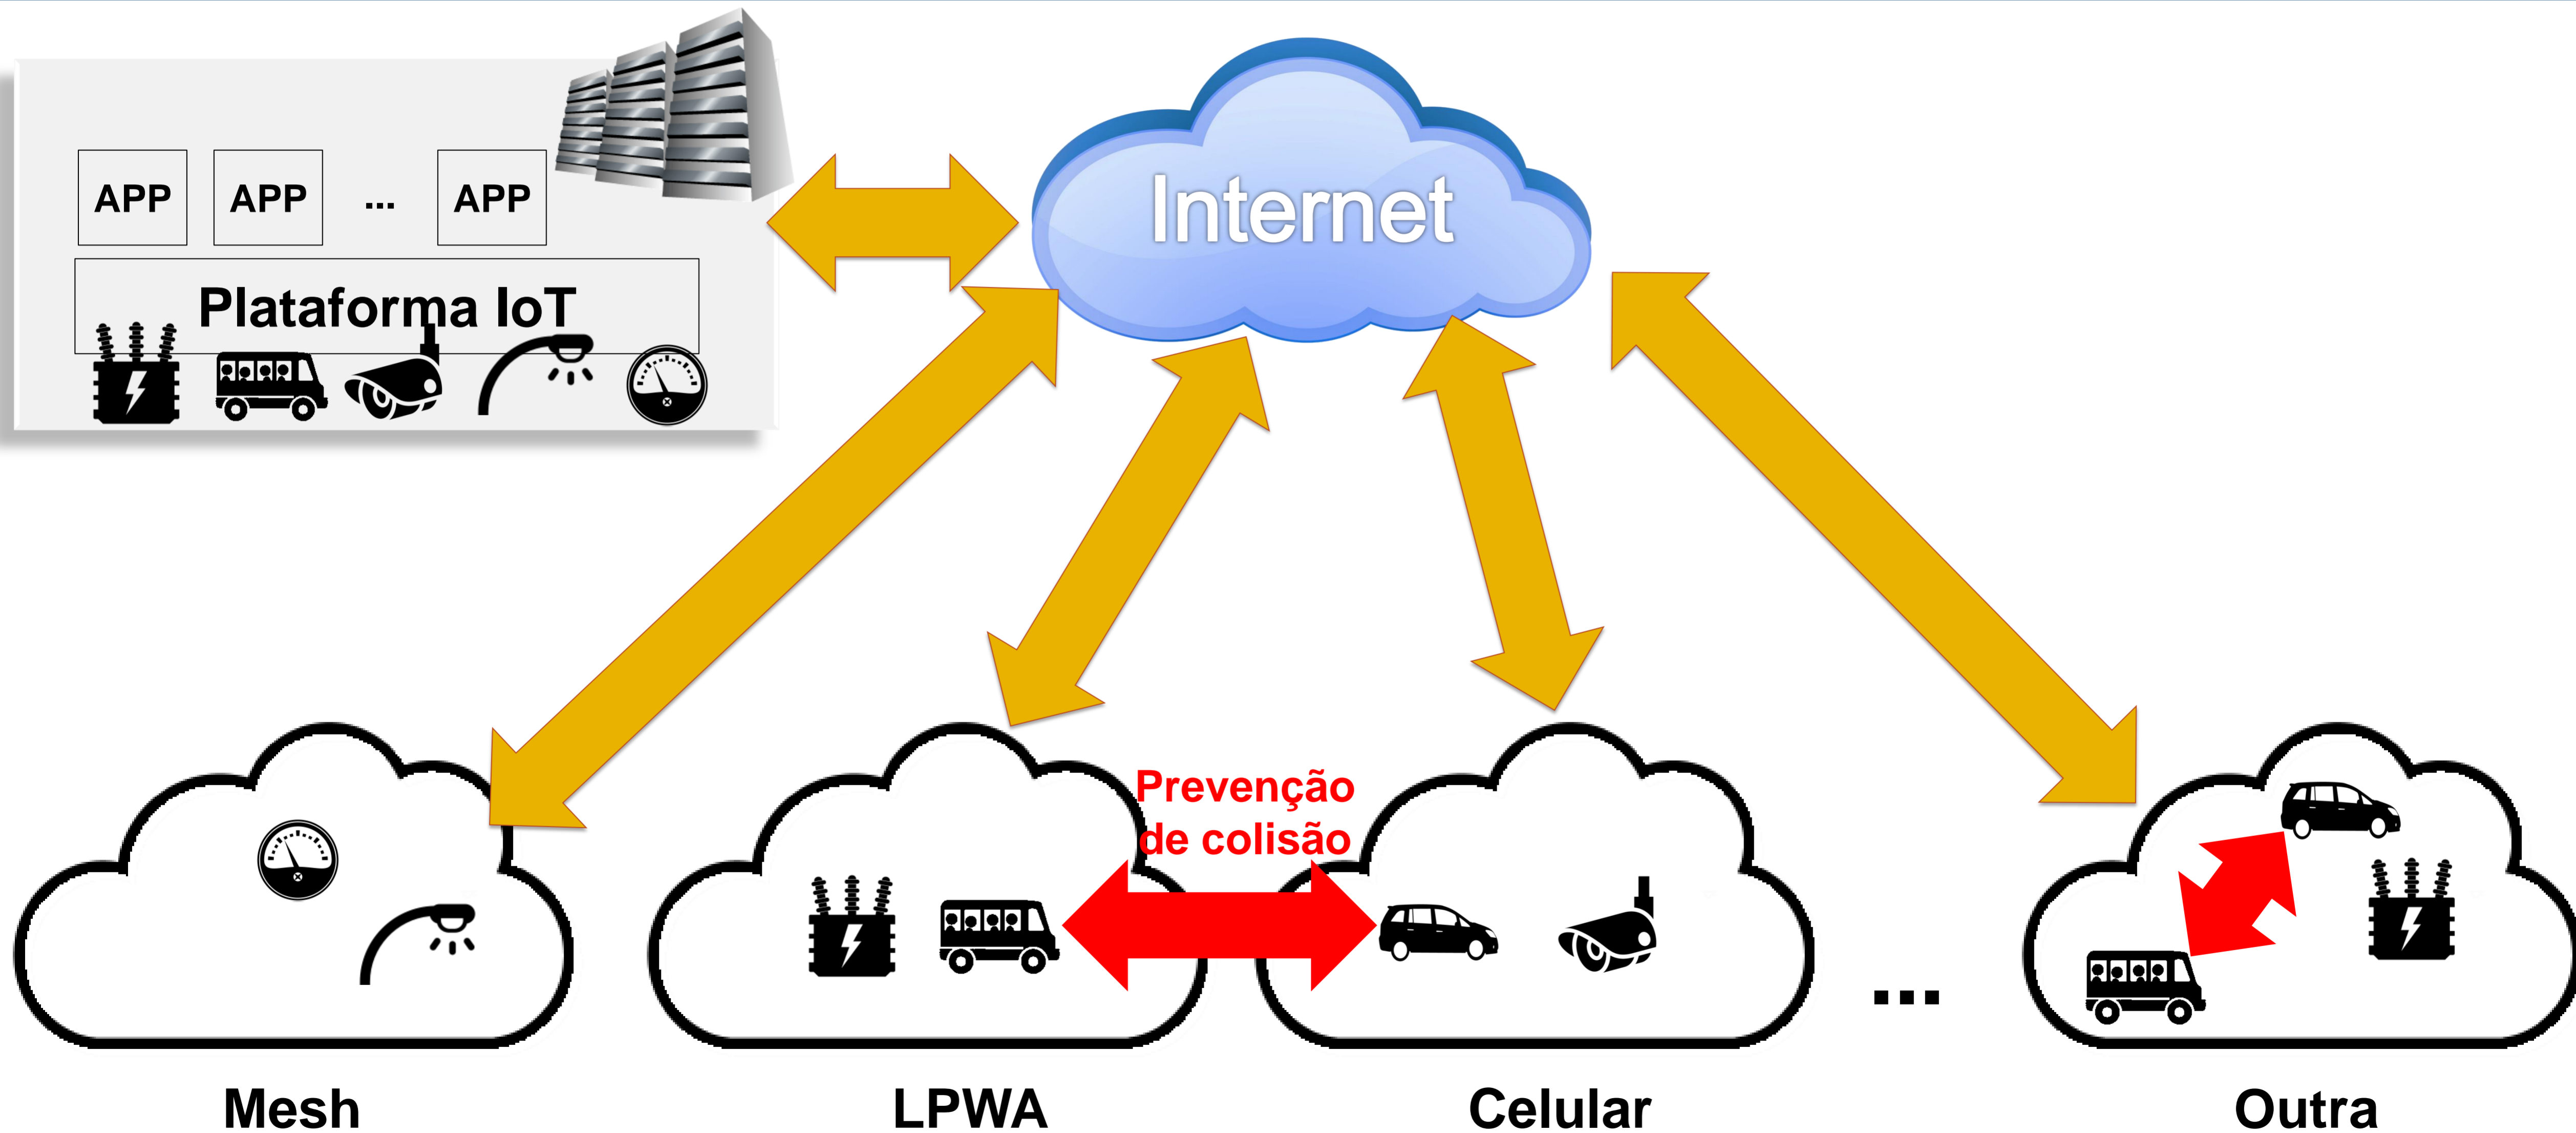 APP APP ... APP
Internet
Plataforma IoT
Prevenção
de colisão
...
Mesh LPWA Celular Outra